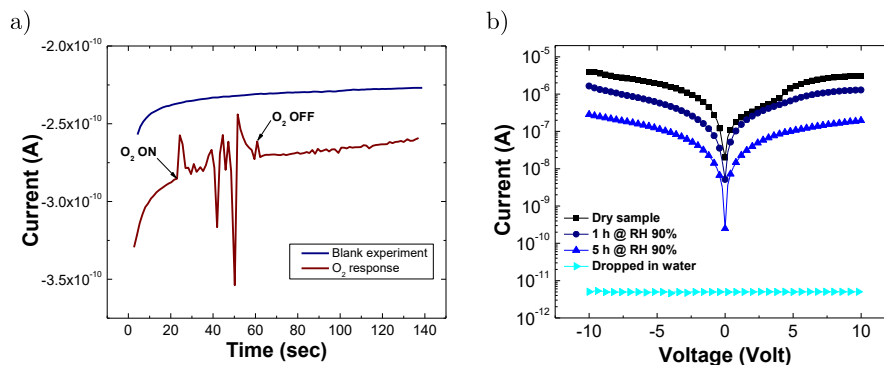 a)
-2.0x10⁻¹⁰
-2.5x10⁻¹⁰
-3.0x10⁻¹⁰
-3.5x10⁻¹⁰
Current (A)
O₂ ON
O₂ OFF
Blank experiment
O₂ response
0 20 40 60 80 100 120 140
Time (sec)
b)
10⁻⁵
10⁻⁶
10⁻⁷
10⁻⁸
10⁻⁹
10⁻¹⁰
10⁻¹¹
10⁻¹²
Current (A)
Dry sample
1 h @ RH 90%
5 h @ RH 90%
Dropped in water
-10 -5 0 5 10
Voltage (Volt)